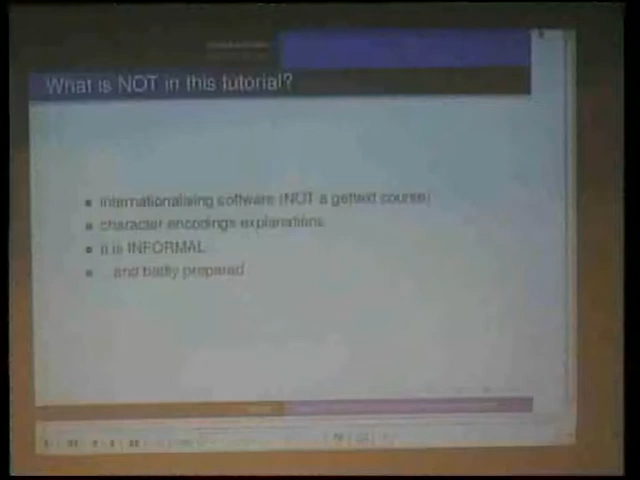 What is NOT in this tutorial?
internationalising software (NOT a gettext course)
character encodings explanations
it is INFORMAL
... and badly prepared